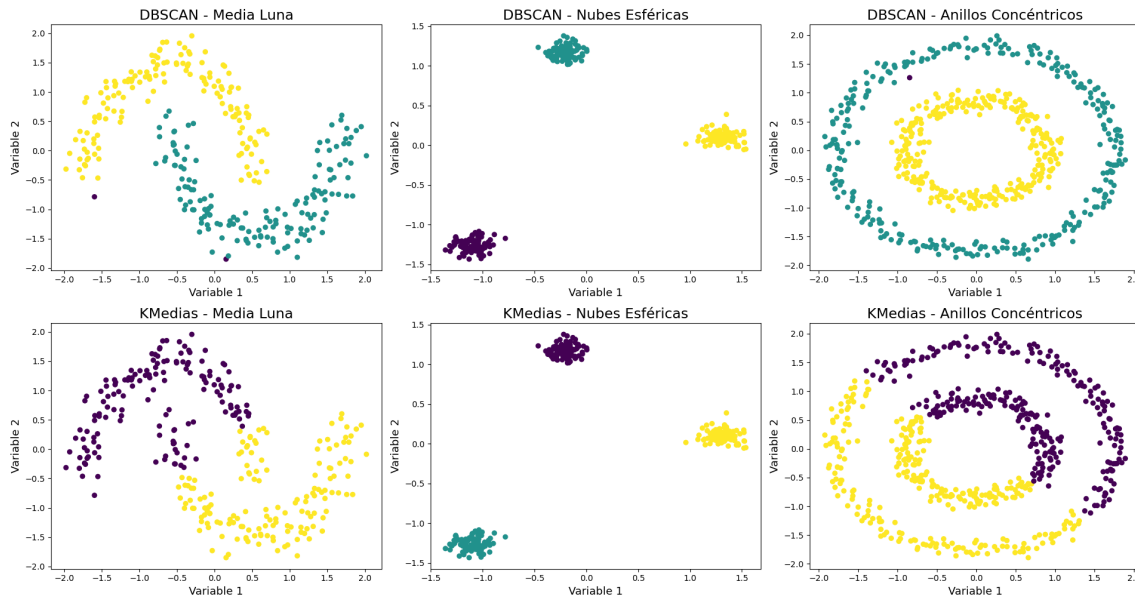 DBSCAN - Media Luna
2.0
1.5
1.0
0.5
0.0
−0.5
−1.0
−1.5
−2.0
Variable 2
−2.0 −1.5 −1.0 −0.5 0.0 0.5 1.0 1.5 2.0
Variable 1
DBSCAN - Nubes Esféricas
1.5
1.0
0.5
0.0
−0.5
−1.0
−1.5
Variable 2
−1.5 −1.0 −0.5 0.0 0.5 1.0 1.5
Variable 1
DBSCAN - Anillos Concéntricos
2.0
1.5
1.0
0.5
0.0
−0.5
−1.0
−1.5
−2.0
Variable 2
−2.0 −1.5 −1.0 −0.5 0.0 0.5 1.0 1.5 2.0
Variable 1
KMedias - Media Luna
2.0
1.5
1.0
0.5
0.0
−0.5
−1.0
−1.5
−2.0
Variable 2
−2.0 −1.5 −1.0 −0.5 0.0 0.5 1.0 1.5 2.0
Variable 1
KMedias - Nubes Esféricas
1.5
1.0
0.5
0.0
−0.5
−1.0
−1.5
Variable 2
−1.5 −1.0 −0.5 0.0 0.5 1.0 1.5
Variable 1
KMedias - Anillos Concéntricos
2.0
1.5
1.0
0.5
0.0
−0.5
−1.0
−1.5
−2.0
Variable 2
−2.0 −1.5 −1.0 −0.5 0.0 0.5 1.0 1.5 2.0
Variable 1